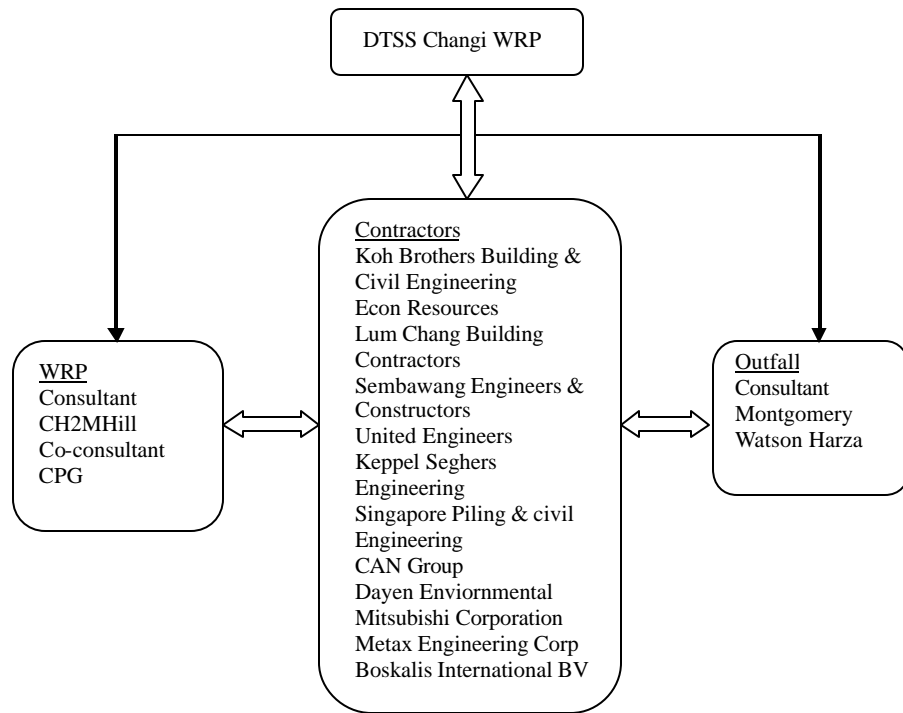 DTSS Changi WRP
WRP
Consultant
CH2MHill
Co-consultant
CPG
Contractors
Koh Brothers Building &
Civil Engineering
Econ Resources
Lum Chang Building
Contractors
Sembawang Engineers &
Constructors
United Engineers
Keppel Seghers
Engineering
Singapore Piling & civil
Engineering
CAN Group
Dayen Enviornmental
Mitsubishi Corporation
Metax Engineering Corp
Boskalis International BV
Outfall
Consultant
Montgomery
Watson Harza